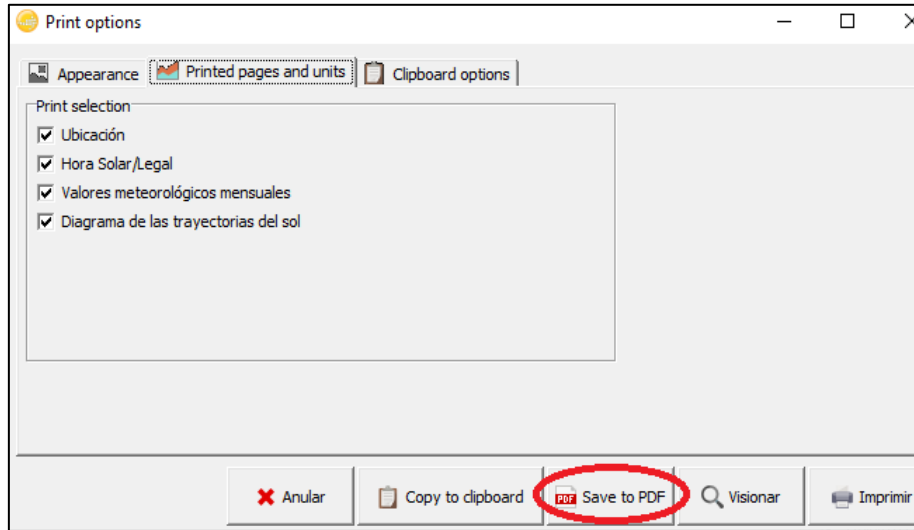 Print options
Appearance Printed pages and units Clipboard options
Print selection
Ubicación
Hora Solar/Legal
Valores meteorológicos mensuales
Diagrama de las trayectorias del sol
Anular Copy to clipboard PDF Save to PDF Visionar Imprimir